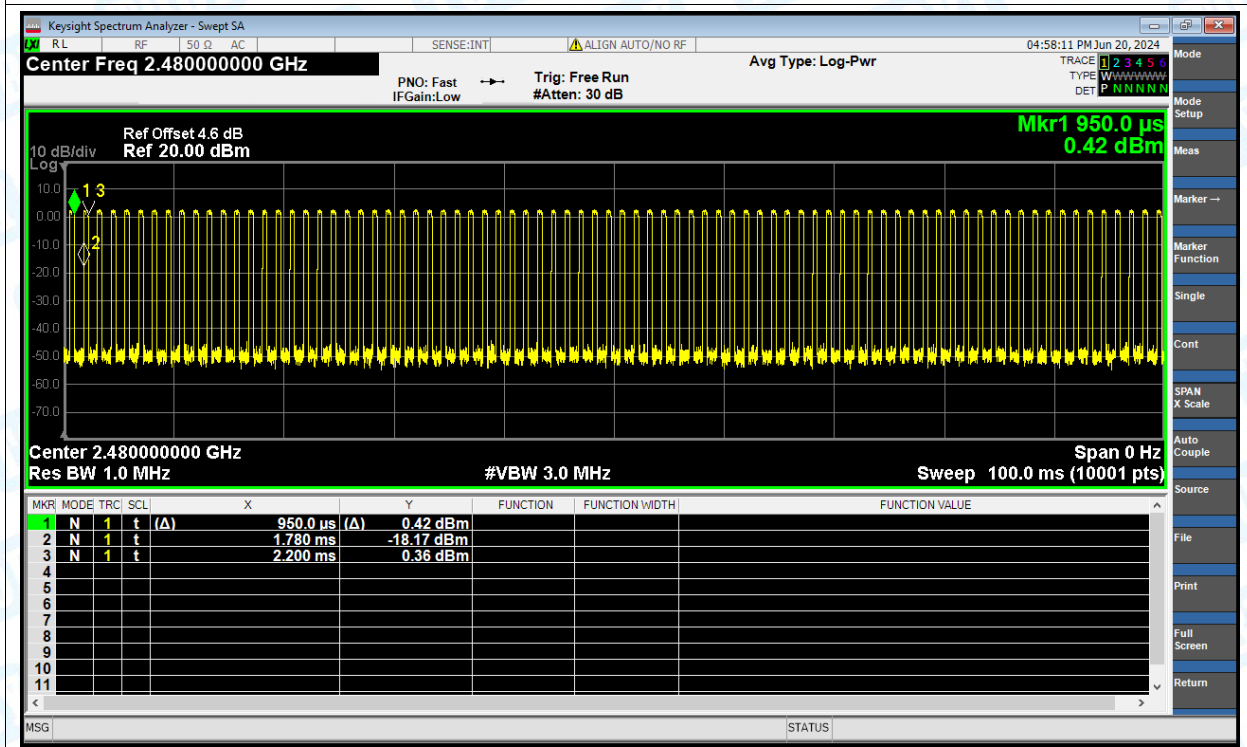 Keysight Spectrum Analyzer - Swept SA
LXI RL RF 50 Ω AC SENSE:INT ALIGN AUTO/NO RF 04:58:11 PM Jun 20, 2024
Center Freq 2.480000000 GHz Avg Type: Log-Pwr TRACE 1 2 3 4 5 6
PNO: Fast Trig: Free Run TYPE WWWWWW
IFGain:Low #Atten: 30 dB DET P N N N N N
Mkr1 950.0 µs
Ref Offset 4.6 dB
10 dB/div Ref 20.00 dBm 0.42 dBm
Log
10.0
0.00
-10.0
-20.0
-30.0
-40.0
-50.0
-60.0
-70.0
1 3
2
Center 2.480000000 GHz Span 0 Hz
Res BW 1.0 MHz #VBW 3.0 MHz Sweep 100.0 ms (10001 pts)
MKR MODE TRC SCL X Y FUNCTION FUNCTION WIDTH FUNCTION VALUE
1 N 1 t (Δ) 950.0 µs (Δ) 0.42 dBm
2 N 1 t 1.780 ms -18.17 dBm
3 N 1 t 2.200 ms 0.36 dBm
4
5
6
7
8
9
10
11
MSG STATUS
Mode
Mode
Setup
Meas
Marker →
Marker
Function
Single
Cont
SPAN
X Scale
Auto
Couple
Source
File
Print
Full
Screen
Return